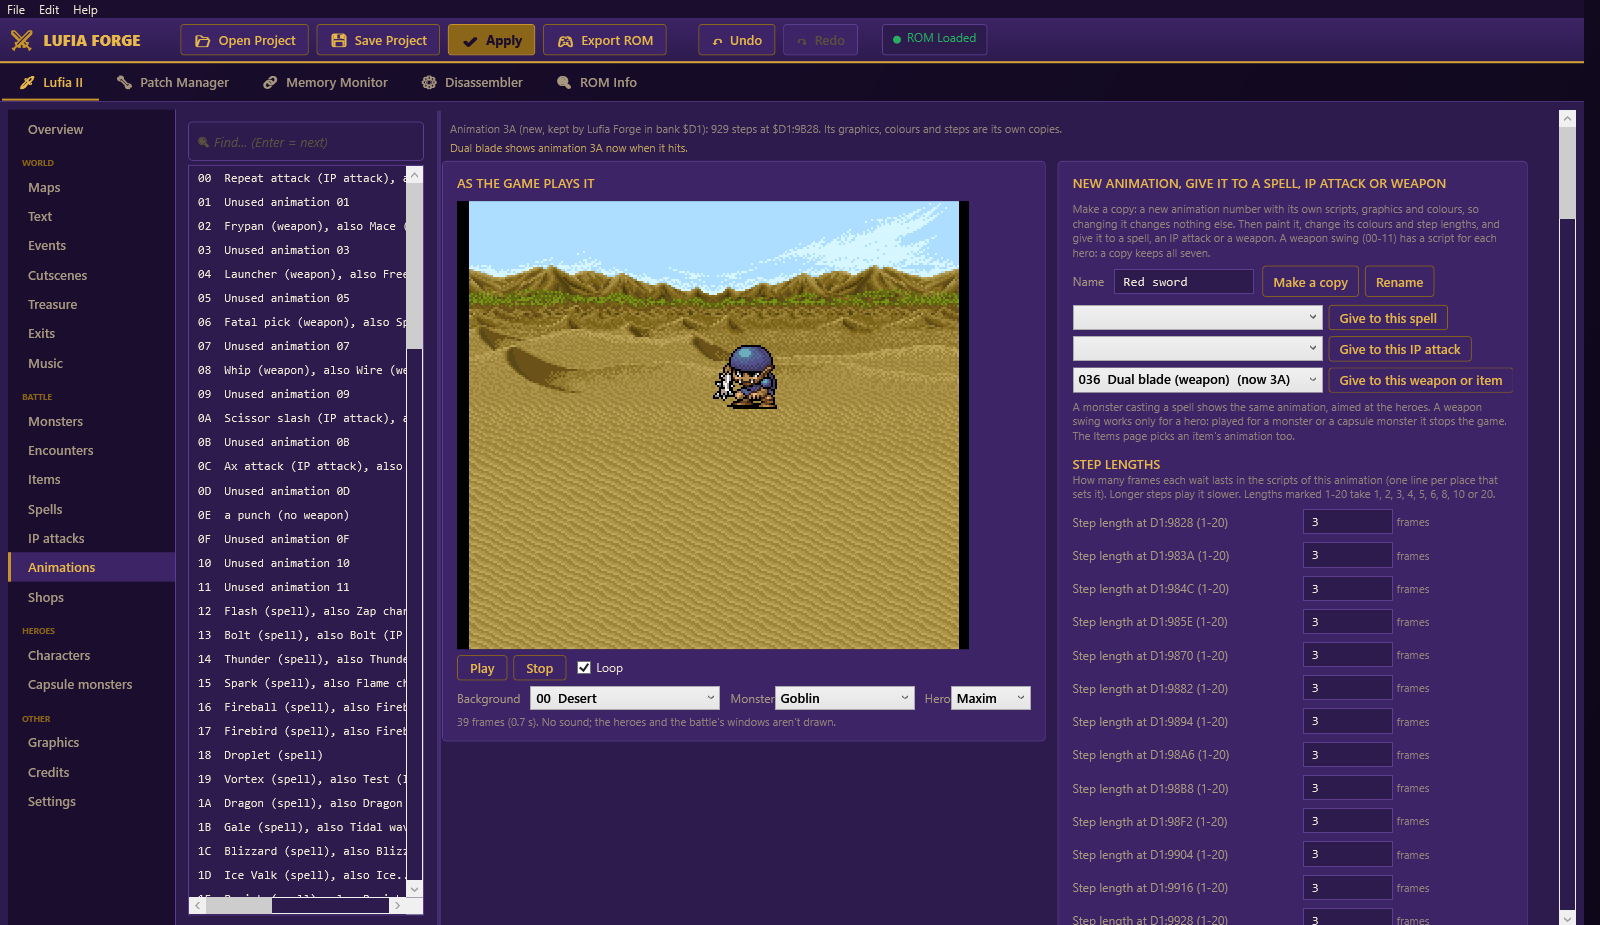 File Edit Help
LUFIA FORGE Open Project Save Project Apply Export ROM Undo Redo ROM Loaded
Lufia II Patch Manager Memory Monitor Disassembler ROM Info
Overview
WORLD
Maps
Text
Events
Cutscenes
Treasure
Exits
Music
BATTLE
Monsters
Encounters
Items
Spells
IP attacks
Animations
Shops
HEROES
Characters
Capsule monsters
OTHER
Graphics
Credits
Settings
Find... (Enter = next)
00 Repeat attack (IP attack),
01 Unused animation 01
02 Frypan (weapon), also Mace (
03 Unused animation 03
04 Launcher (weapon), also Free
05 Unused animation 05
06 Fatal pick (weapon), also Sp
07 Unused animation 07
08 Whip (weapon), also Wire (we
09 Unused animation 09
0A Scissor slash (IP attack),
0B Unused animation 0B
0C Ax attack (IP attack), also
0D Unused animation 0D
0E a punch (no weapon)
0F Unused animation 0F
10 Unused animation 10
11 Unused animation 11
12 Flash (spell), also Zap char
13 Bolt (spell), also Bolt (IP
14 Thunder (spell), also Thunde
15 Spark (spell), also Flame ch
16 Fireball (spell), also Fireb
17 Firebird (spell), also Fireb
18 Droplet (spell)
19 Vortex (spell), also Test (I
1A Dragon (spell), also Dragon
1B Gale (spell), also Tidal wav
1C Blizzard (spell), also Blizz
1D Ice Valk (spell), also Ice..
Animation 3A (new, kept by Lufia Forge in bank $D1): 929 steps at $D1:9B28. Its graphics, colours and steps are its own copies.
Dual blade shows animation 3A now when it hits.
AS THE GAME PLAYS IT
Play Stop Loop
Background 00 Desert Monster Goblin Hero Maxim
39 frames (0.7 s). No sound; the heroes and the battle's windows aren't drawn.
NEW ANIMATION, GIVE IT TO A SPELL, IP ATTACK OR WEAPON
Make a copy: a new animation number with its own scripts, graphics and colours, so
changing it changes nothing else. Then paint it, change its colours and step lengths, and
give it to a spell, an IP attack or a weapon. A weapon swing (00-11) has a script for each
hero: a copy keeps all seven.
Name Red sword Make a copy Rename
Give to this spell
Give to this IP attack
036 Dual blade (weapon) (now 3A) Give to this weapon or item
A monster casting a spell shows the same animation, aimed at the heroes. A weapon
swing works only for a hero: played for a monster or a capsule monster it stops the game.
The Items page picks an item's animation too.
STEP LENGTHS
How many frames each wait lasts in the scripts of this animation (one line per place that
sets it). Longer steps play it slower. Lengths marked 1-20 take 1, 2, 3, 4, 5, 6, 8, 10 or 20.
Step length at D1:9828 (1-20) 3 frames
Step length at D1:983A (1-20) 3 frames
Step length at D1:984C (1-20) 3 frames
Step length at D1:985E (1-20) 3 frames
Step length at D1:9870 (1-20) 3 frames
Step length at D1:9882 (1-20) 3 frames
Step length at D1:9894 (1-20) 3 frames
Step length at D1:98A6 (1-20) 3 frames
Step length at D1:98B8 (1-20) 3 frames
Step length at D1:98F2 (1-20) 3 frames
Step length at D1:9904 (1-20) 3 frames
Step length at D1:9916 (1-20) 3 frames
Step length at D1:9928 (1-20) 3 frames